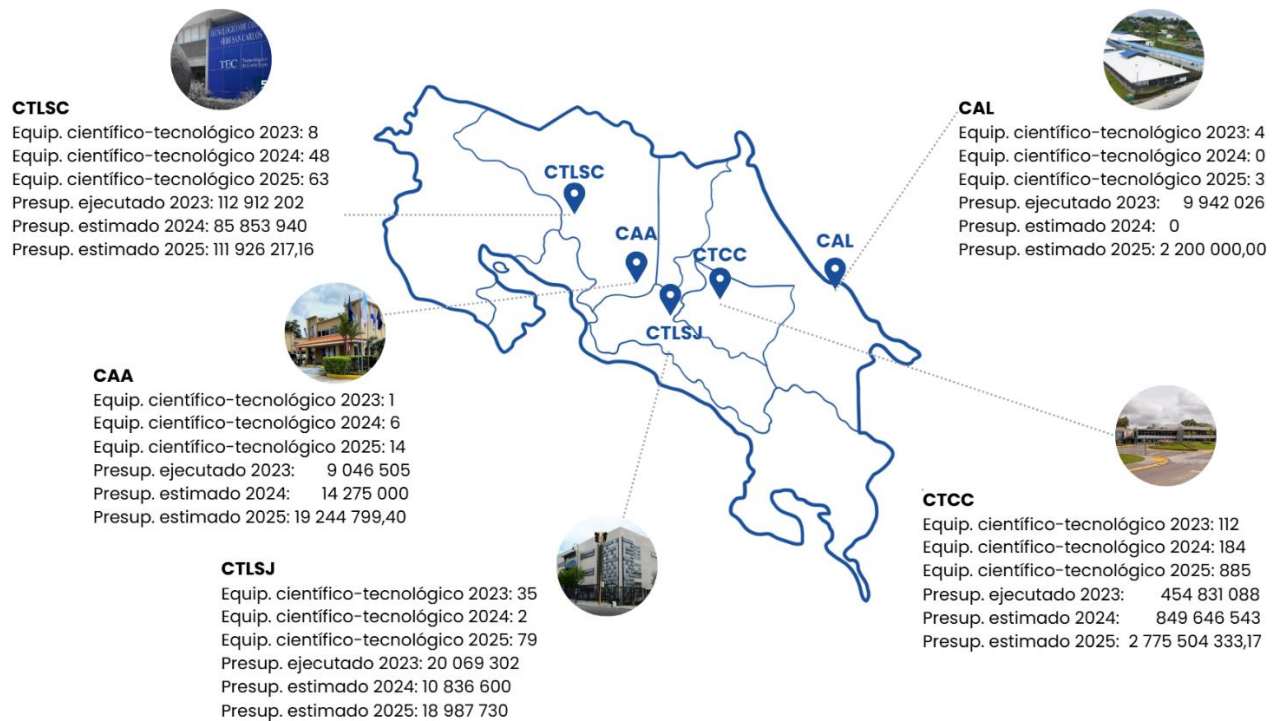 TEC
CTLSC
Equip. científico-tecnológico 2023: 8
Equip. científico-tecnológico 2024: 48
Equip. científico-tecnológico 2025: 63
Presup. ejecutado 2023: 112 912 202
Presup. estimado 2024: 85 853 940
Presup. estimado 2025: 111 926 217,16
CAL
Equip. científico-tecnológico 2023: 4
Equip. científico-tecnológico 2024: 0
Equip. científico-tecnológico 2025: 3
Presup. ejecutado 2023: 9 942 026
Presup. estimado 2024: 0
Presup. estimado 2025: 2 200 000,00
CTLSC
CAA
CTCC
CAL
CTLSJ
CAA
Equip. científico-tecnológico 2023: 1
Equip. científico-tecnológico 2024: 6
Equip. científico-tecnológico 2025: 14
Presup. ejecutado 2023: 9 046 505
Presup. estimado 2024: 14 275 000
Presup. estimado 2025: 19 244 799,40
CTCC
Equip. científico-tecnológico 2023: 112
Equip. científico-tecnológico 2024: 184
Equip. científico-tecnológico 2025: 885
Presup. ejecutado 2023: 454 831 088
Presup. estimado 2024: 849 646 543
Presup. estimado 2025: 2 775 504 333,17
CTLSJ
Equip. científico-tecnológico 2023: 35
Equip. científico-tecnológico 2024: 2
Equip. científico-tecnológico 2025: 79
Presup. ejecutado 2023: 20 069 302
Presup. estimado 2024: 10 836 600
Presup. estimado 2025: 18 987 730